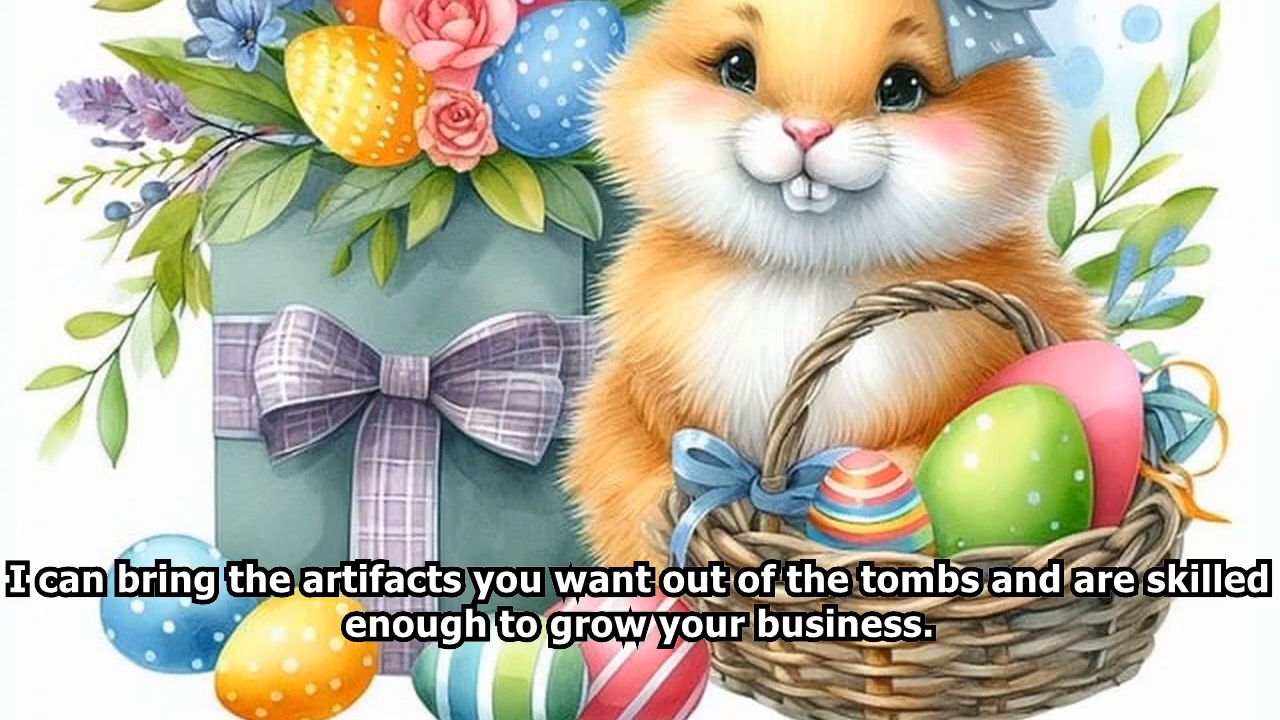 I can bring the artifacts you want out of the tombs and are skilled
enough to grow your business.